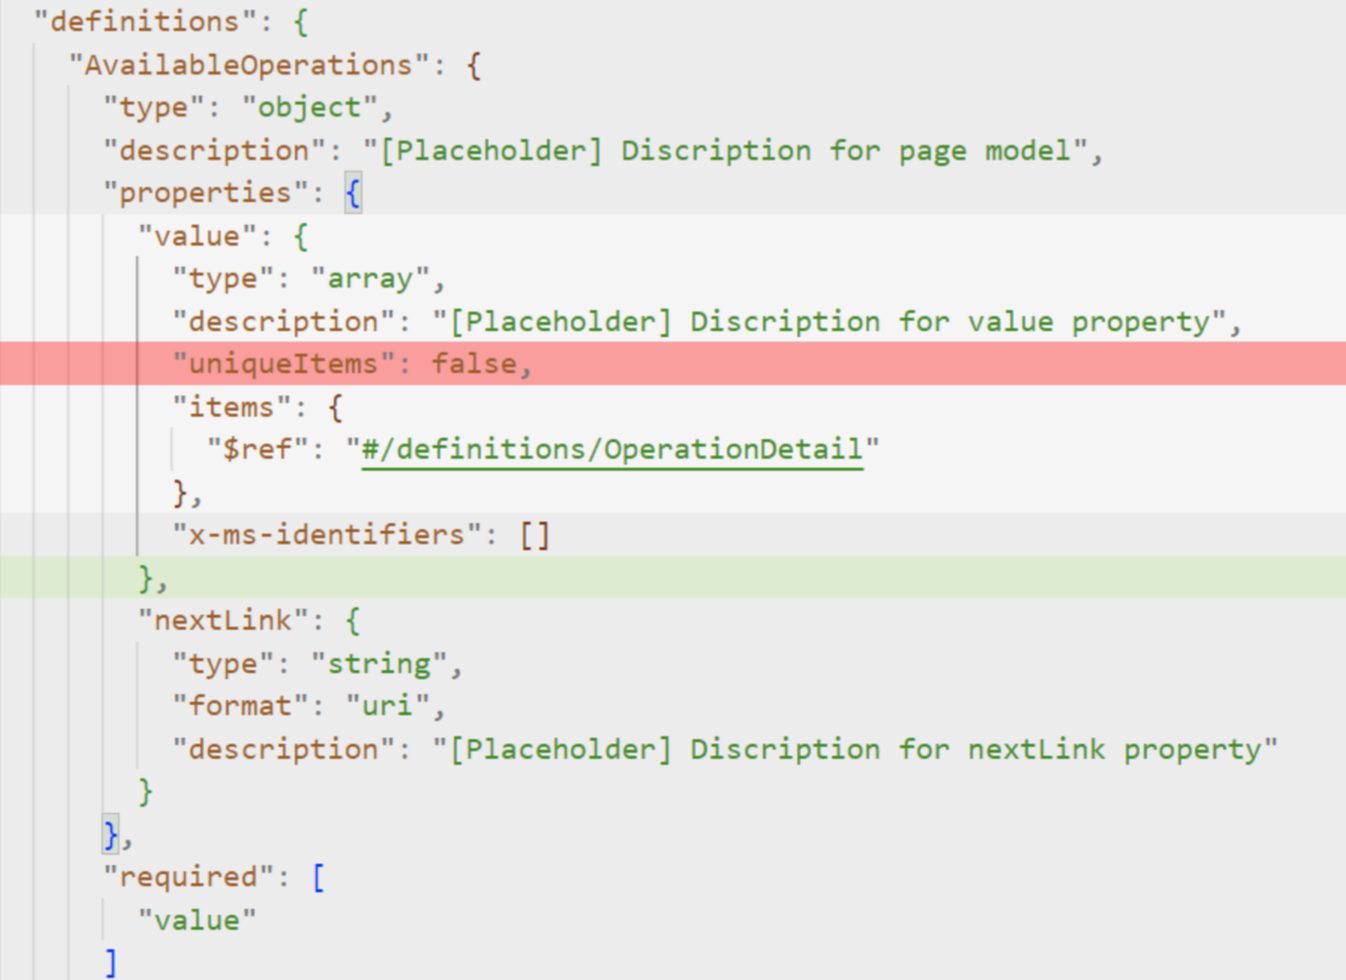 "definitions": {
"AvailableOperations": {
"type": "object",
"description": "[Placeholder] Discription for page model",
"properties": {
"value": {
"type": "array",
"description": "[Placeholder] Discription for value property",
"uniqueItems": false,
"items": {
"$ref": "#/definitions/OperationDetail"
},
"x-ms-identifiers": []
},
"nextLink": {
"type": "string",
"format": "uri",
"description": "[Placeholder] Discription for nextLink property"
}
},
"required": [
"value"
]